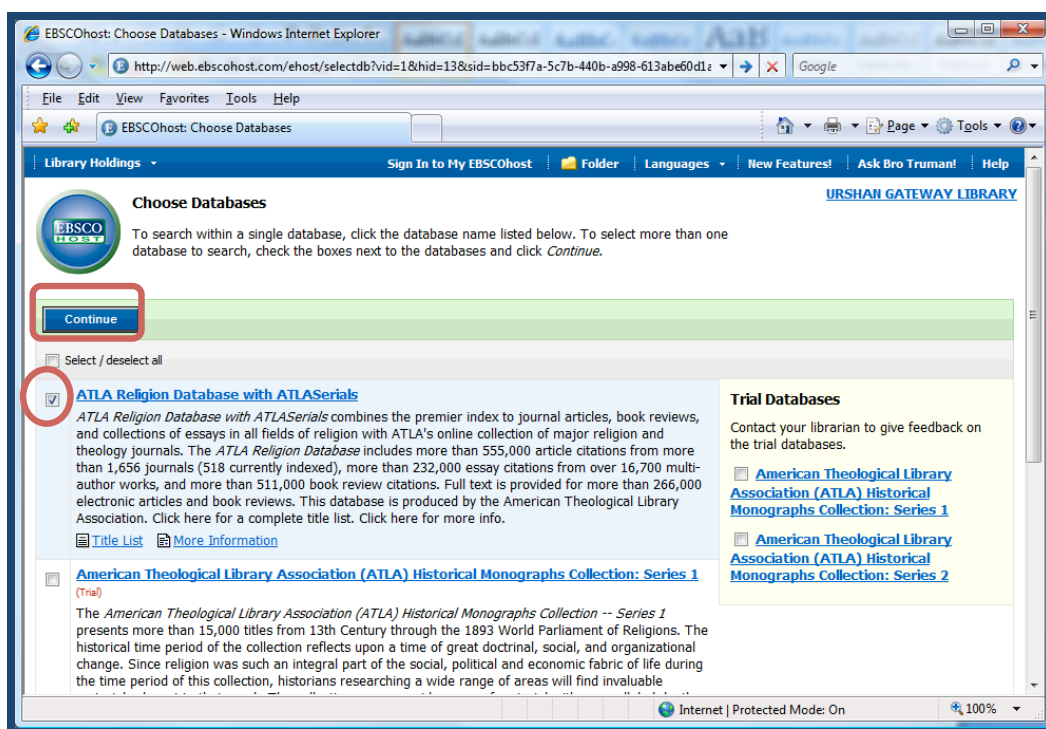 EBSCOhost: Choose Databases - Windows Internet Explorer
http://web.ebscohost.com/ehost/selectdb?vid=1&hid=13&sid=bbc53f7a-5c7b-440b-a998-613abe60d1a
Google
File Edit View Favorites Tools Help
EBSCOhost: Choose Databases
Page Tools
Library Holdings Sign In to My EBSCOhost Folder Languages New Features! Ask Bro Truman! Help
URSHAN GATEWAY LIBRARY
EBSCO
HOST
Choose Databases
To search within a single database, click the database name listed below. To select more than one
database to search, check the boxes next to the databases and click Continue.
Continue
Select / deselect all
ATLA Religion Database with ATLASerials
ATLA Religion Database with ATLASerials combines the premier index to journal articles, book reviews,
and collections of essays in all fields of religion with ATLA's online collection of major religion and
theology journals. The ATLA Religion Database includes more than 555,000 article citations from more
than 1,656 journals (518 currently indexed), more than 232,000 essay citations from over 16,700 multi-
author works, and more than 511,000 book review citations. Full text is provided for more than 266,000
electronic articles and book reviews. This database is produced by the American Theological Library
Association. Click here for a complete title list. Click here for more info.
Title List More Information
American Theological Library Association (ATLA) Historical Monographs Collection: Series 1
(Trial)
The American Theological Library Association (ATLA) Historical Monographs Collection -- Series 1
presents more than 15,000 titles from 13th Century through the 1893 World Parliament of Religions. The
historical time period of the collection reflects upon a time of great doctrinal, social, and organizational
change. Since religion was such an integral part of the social, political and economic fabric of life during
the time period of this collection, historians researching a wide range of areas will find invaluable
Trial Databases
Contact your librarian to give feedback on
the trial databases.
American Theological Library
Association (ATLA) Historical
Monographs Collection: Series 1
American Theological Library
Association (ATLA) Historical
Monographs Collection: Series 2
Internet | Protected Mode: On
100%